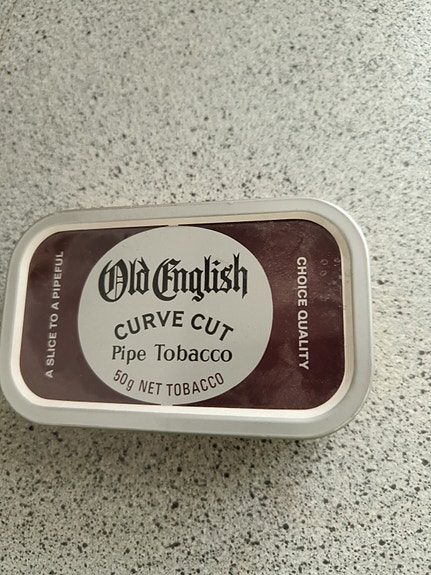 A SLICE TO A PIPEFUL
Old English
CURVE CUT
Pipe Tobacco
50g NET TOBACCO
CHOICE QUALITY